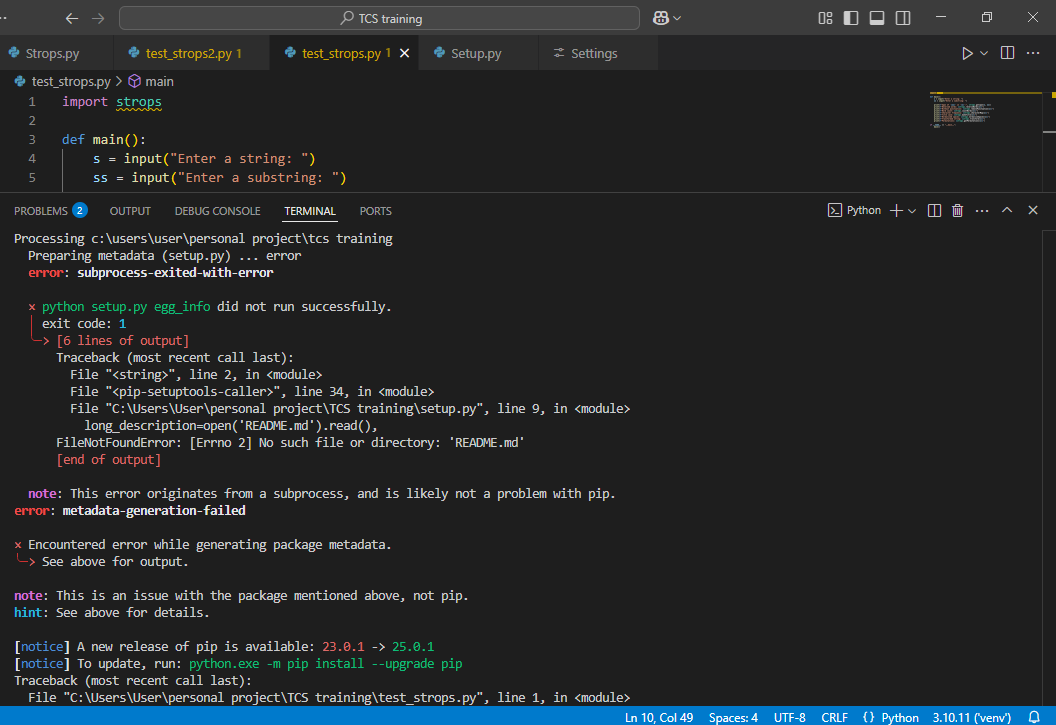 TCS training
Strops.py
test_strops2.py 1
test_strops.py 1
Setup.py
Settings
test_strops.py > main
1 import strops
2
3 def main():
4 s = input("Enter a string: ")
5 ss = input("Enter a substring: ")
PROBLEMS 2 OUTPUT DEBUG CONSOLE TERMINAL PORTS
Python
Processing c:\users\user\personal project\tcs training
Preparing metadata (setup.py) ... error
error: subprocess-exited-with-error
× python setup.py egg_info did not run successfully.
exit code: 1
[6 lines of output]
Traceback (most recent call last):
File "<string>", line 2, in <module>
File "<pip-setuptools-caller>", line 34, in <module>
File "C:\Users\User\personal project\TCS training\setup.py", line 9, in <module>
long_description=open('README.md').read(),
FileNotFoundError: [Errno 2] No such file or directory: 'README.md'
[end of output]
note: This error originates from a subprocess, and is likely not a problem with pip.
error: metadata-generation-failed
× Encountered error while generating package metadata.
See above for output.
note: This is an issue with the package mentioned above, not pip.
hint: See above for details.
[notice] A new release of pip is available: 23.0.1 -> 25.0.1
[notice] To update, run: python.exe -m pip install --upgrade pip
Traceback (most recent call last):
File "C:\Users\User\personal project\TCS training\test_strops.py", line 1, in <module>
Ln 10, Col 49 Spaces: 4 UTF-8 CRLF {} Python 3.10.11 ('venv')